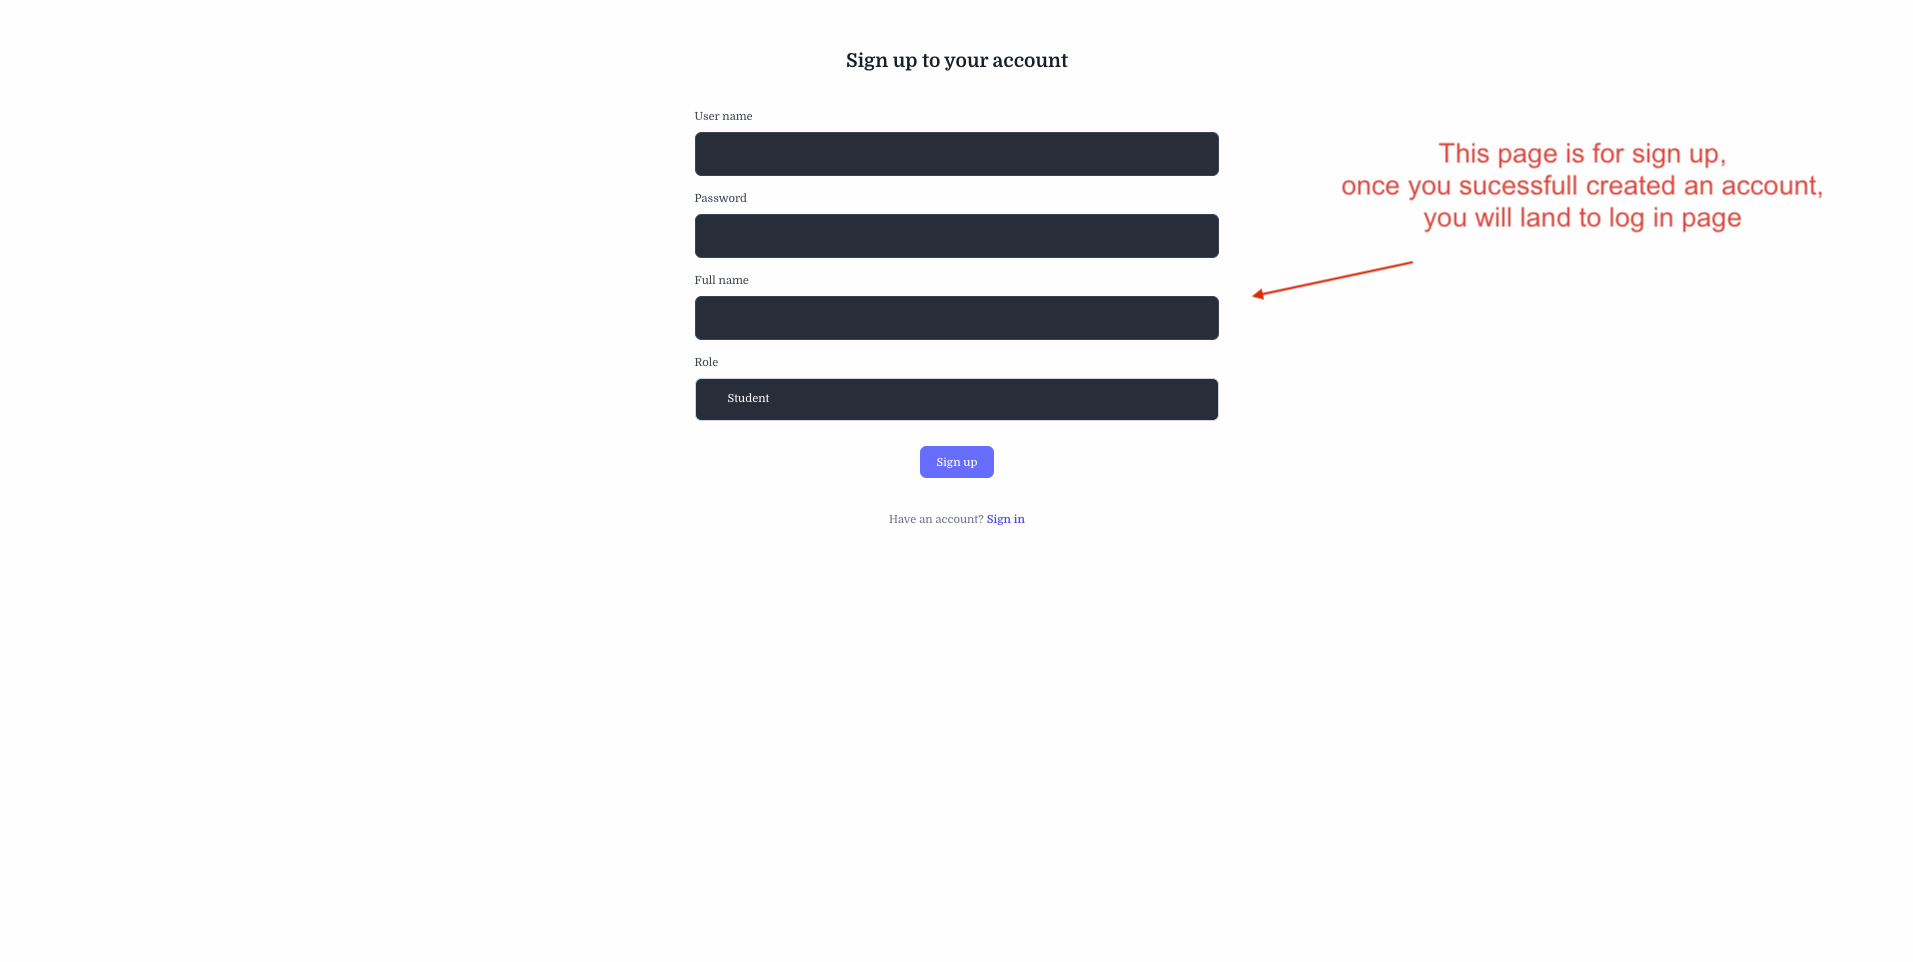 Sign up to your account
User name
Password
Full name
Role
Student
Sign up
Have an account? Sign in
This page is for sign up,
once you sucessfull created an account,
you will land to log in page